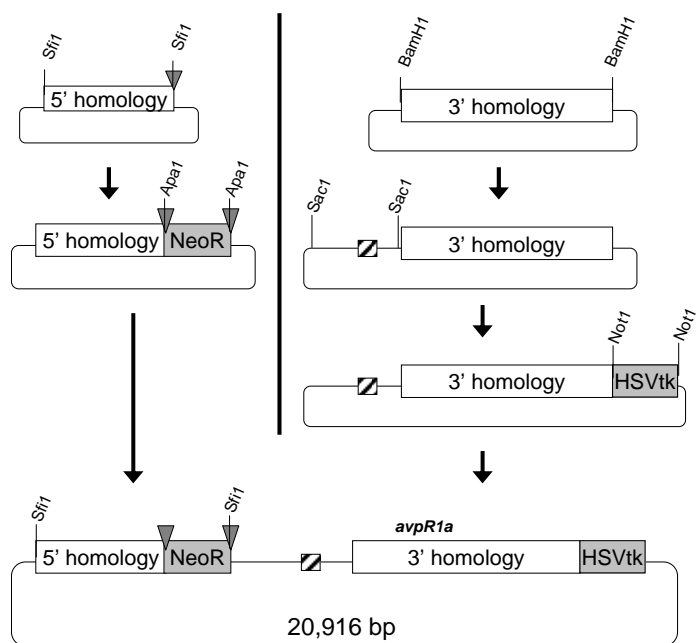 Sfi1
Sfi1
5’ homology
Apa1
Apa1
5’ homology
NeoR
BamH1
BamH1
3’ homology
Sac1
Sac1
3’ homology
Not1
Not1
3’ homology
HSVtk
Sfi1
Sfi1
5’ homology
NeoR
avpR1a
3’ homology
HSVtk
20,916 bp